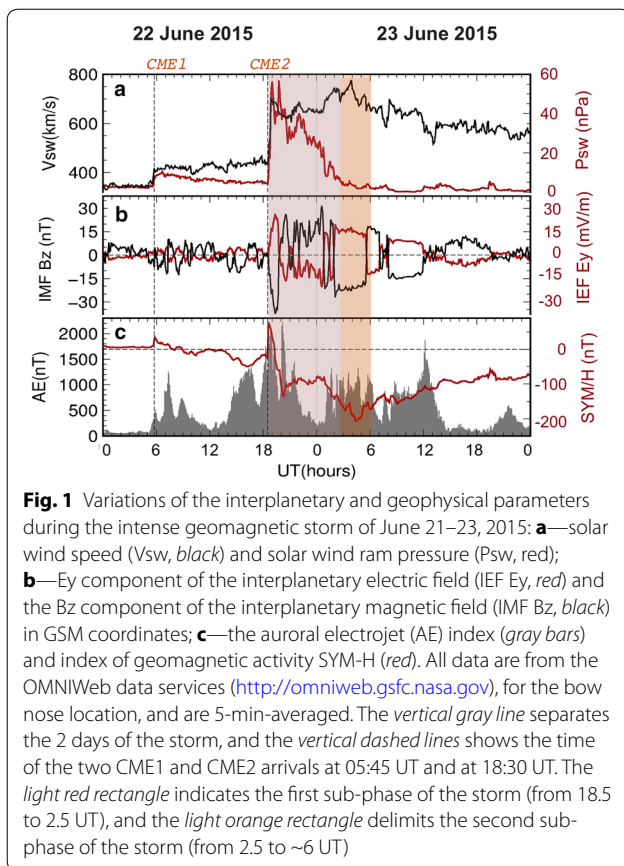 22 June 2015 23 June 2015
CME1 CME2
a
Vsw(km/s)
800
600
400
60
40
20
0
Psw (nPa)
b
IMF Bz (nT)
30
15
0
-15
-30
30
15
0
-15
-30
IEF Ey (mV/m)
c
AE(nT)
2000
1500
1000
500
0
0
-100
-200
SYM/H (nT)
0 6 12 18 0 6 12 18 0
UT(hours)
Fig. 1 Variations of the interplanetary and geophysical parameters
during the intense geomagnetic storm of June 21–23, 2015: a—solar
wind speed (Vsw, black) and solar wind ram pressure (Psw, red);
b—Ey component of the interplanetary electric field (IEF Ey, red) and
the Bz component of the interplanetary magnetic field (IMF Bz, black)
in GSM coordinates; c—the auroral electrojet (AE) index (gray bars)
and index of geomagnetic activity SYM-H (red). All data are from the
OMNIWeb data services (http://omniweb.gsfc.nasa.gov), for the bow
nose location, and are 5-min-averaged. The vertical gray line separates
the 2 days of the storm, and the vertical dashed lines shows the time
of the two CME1 and CME2 arrivals at 05:45 UT and at 18:30 UT. The
light red rectangle indicates the first sub-phase of the storm (from 18.5
to 2.5 UT), and the light orange rectangle delimits the second sub-
phase of the storm (from 2.5 to ~6 UT)